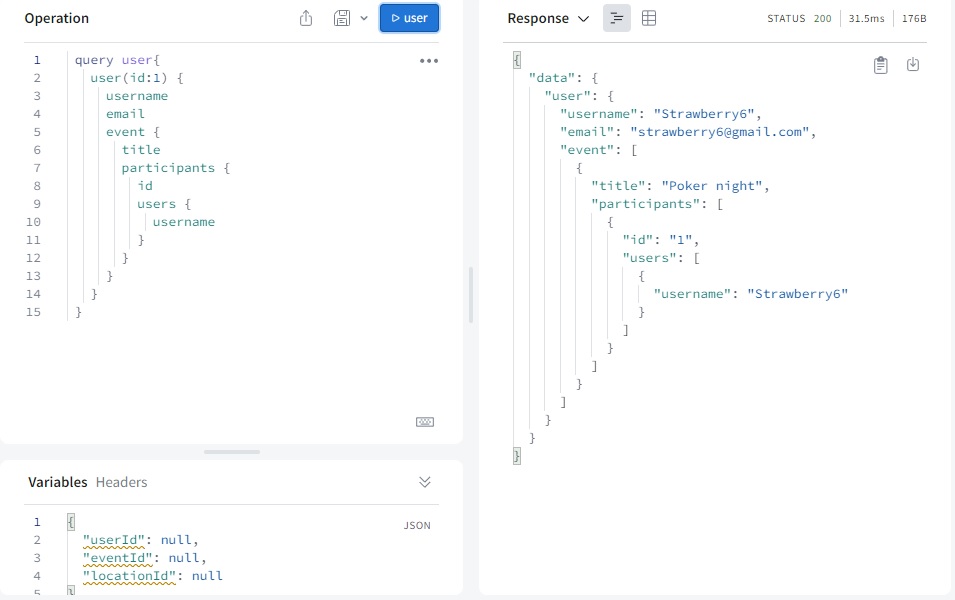 Operation
user
1 query user{
2 user(id:1) {
3 username
4 email
5 event {
6 title
7 participants {
8 id
9 users {
10 username
11 }
12 }
13 }
14 }
15 }
Variables Headers
JSON
1 {
2 "userId": null,
3 "eventId": null,
4 "locationId": null
5 }
Response
STATUS 200 31.5ms 176B
{
"data": {
"user": {
"username": "Strawberry6",
"email": "strawberry6@gmail.com",
"event": [
{
"title": "Poker night",
"participants": [
{
"id": "1",
"users": [
{
"username": "Strawberry6"
}
]
}
]
}
]
}
}
}